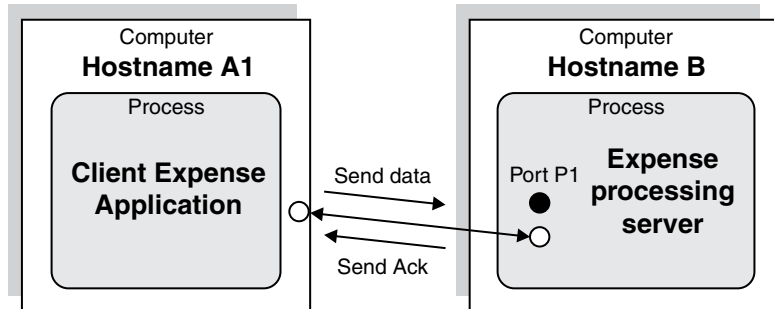 Computer
Hostname A1
Process
Client Expense
Application
Send data
Send Ack
Computer
Hostname B
Process
Port P1
Expense
processing
server